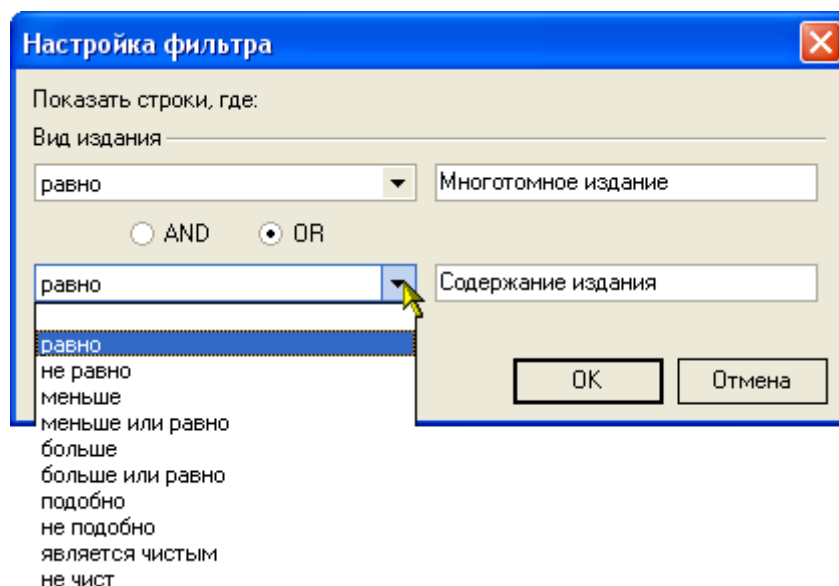 Настройка фильтра
Показать строки, где:
Вид издания
равно
Многотомное издание
AND
OR
равно
Содержание издания
равно
не равно
меньше
меньше или равно
больше
больше или равно
подобно
не подобно
является чистым
не чист
OK
Отмена